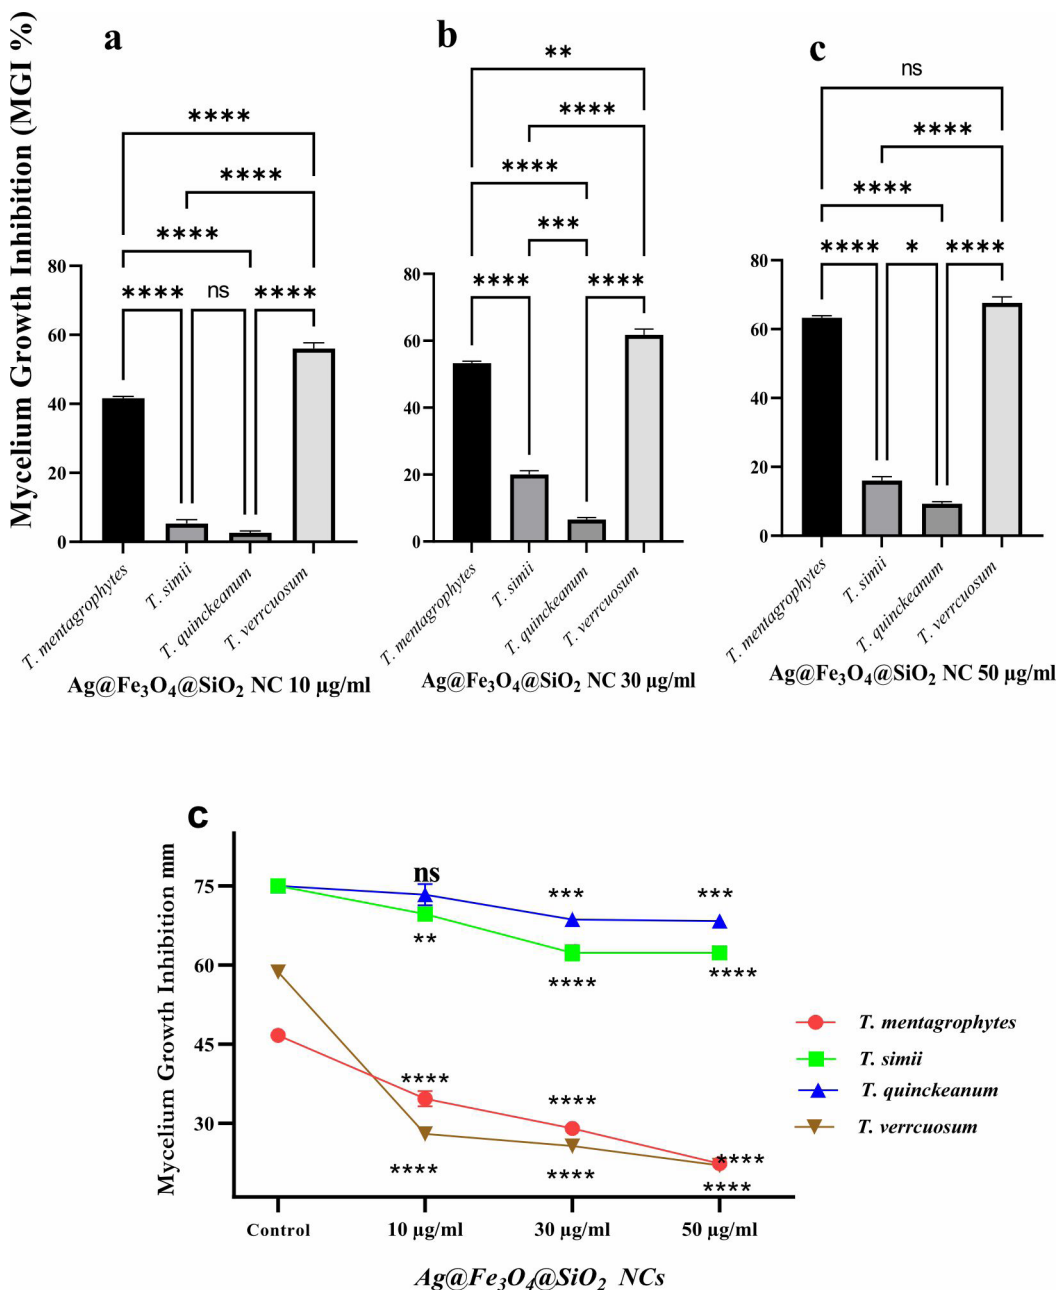 Mycelium Growth Inhibition (MGI %)
a
****
****
****
****
ns
****
80
60
40
20
0
T. mentagrophytes
T. simii
T. quinckeanum
T. verrcuosum
Ag@Fe₃O₄@SiO₂ NC 10 µg/ml
b
**
****
****
***
****
****
80
60
40
20
0
T. mentagrophytes
T. simii
T. quinckeanum
T. verrcuosum
Ag@Fe₃O₄@SiO₂ NC 30 µg/ml
c
ns
****
****
****
*
****
80
60
40
20
0
T. mentagrophytes
T. simii
T. quinckeanum
T. verrcuosum
Ag@Fe₃O₄@SiO₂ NC 50 µg/ml
c
Mycelium Growth Inhibition mm
75
60
45
30
ns
***
***
**
****
****
****
****
****
****
****
****
Control
10 µg/ml
30 µg/ml
50 µg/ml
Ag@Fe₃O₄@SiO₂ NCs
T. mentagrophytes
T. simii
T. quinckeanum
T. verrcuosum